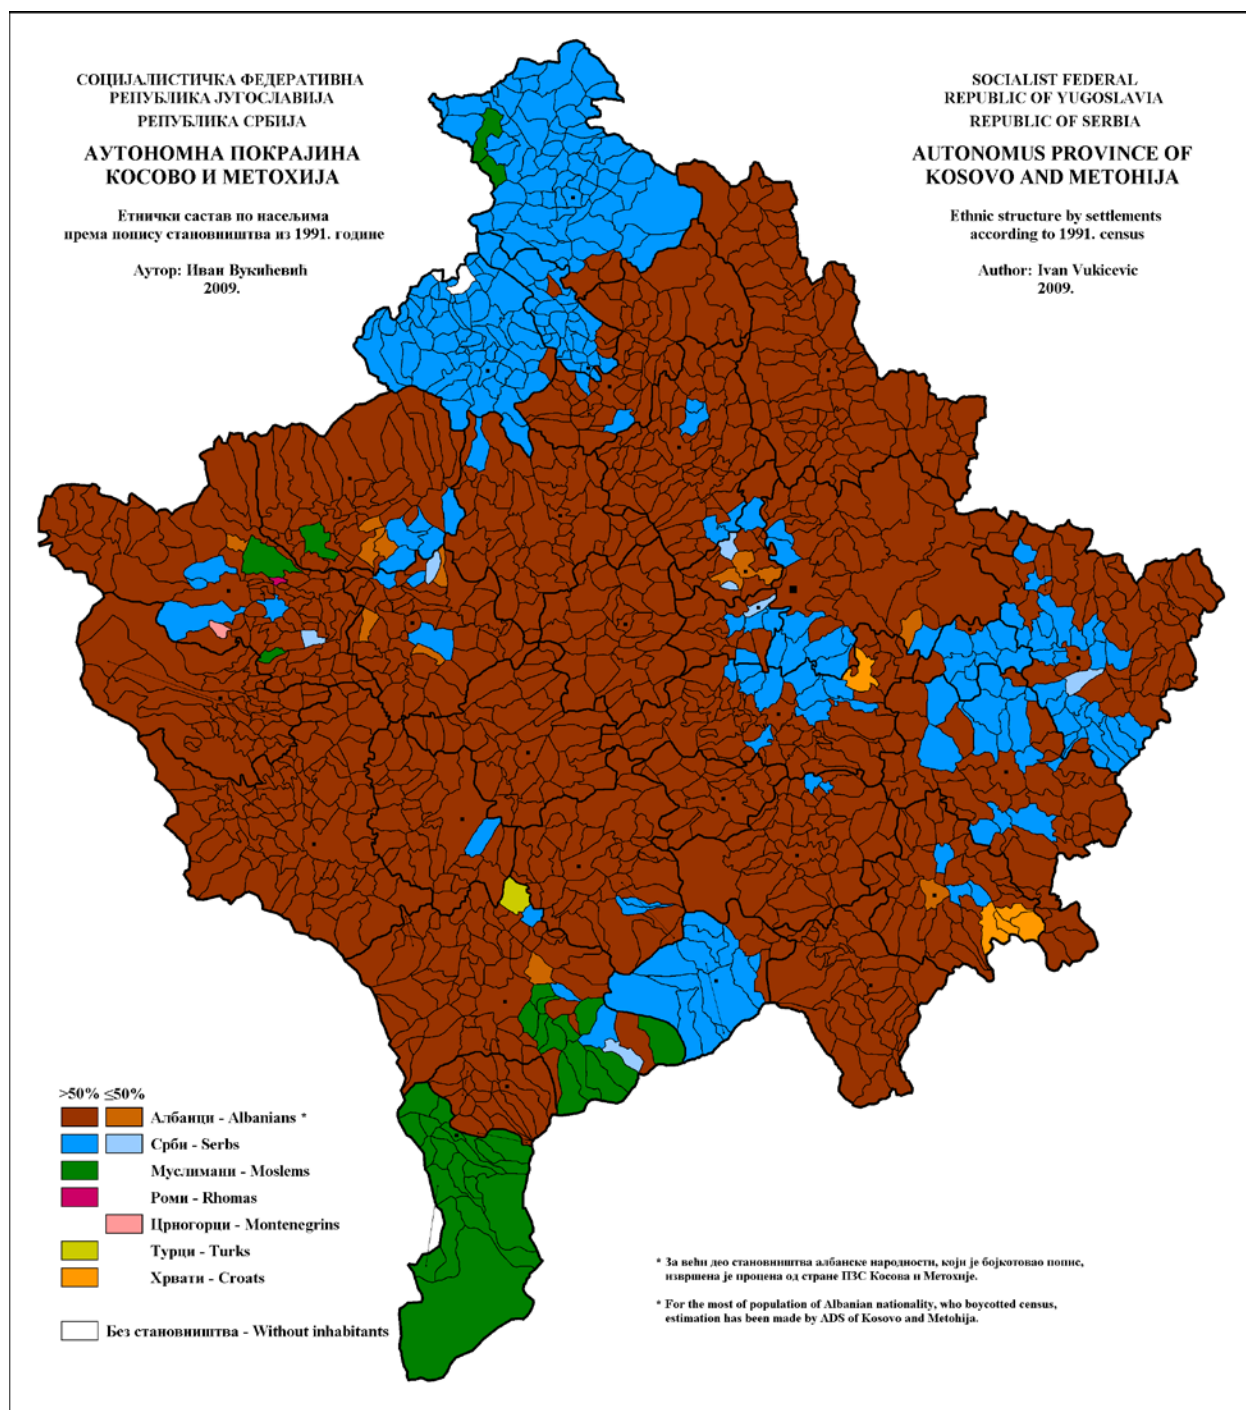 СОЦИЈАЛИСТИЧКА ФЕДЕРАТИВНА
РЕПУБЛИКА ЈУГОСЛАВИЈА
РЕПУБЛИКА СРБИЈА
АУТОНОМНА ПОКРАЈИНА
КОСОВО И МЕТОХИЈА
Етнички састав по насељима
према попису становништва из 1991. године
Аутор: Иван Вукићевић
2009.
SOCIALIST FEDERAL
REPUBLIC OF YUGOSLAVIA
REPUBLIC OF SERBIA
AUTONOMUS PROVINCE OF
KOSOVO AND METOHIJA
Ethnic structure by settlements
according to 1991. census
Author: Ivan Vukicevic
2009.
>50% ≤50%
Албанци - Albanians *
Срби - Serbs
Муслимани - Moslems
Роми - Rhomas
Црногорци - Montenegrins
Турци - Turks
Хрвати - Croats
Без становништва - Without inhabitants
* За већи део становништва албанске народности, који је бојкотовао попис,
извршена је процена од стране ПЗС Косова и Метохије.
* For the most of population of Albanian nationality, who boycotted census,
estimation has been made by ADS of Kosovo and Metohija.